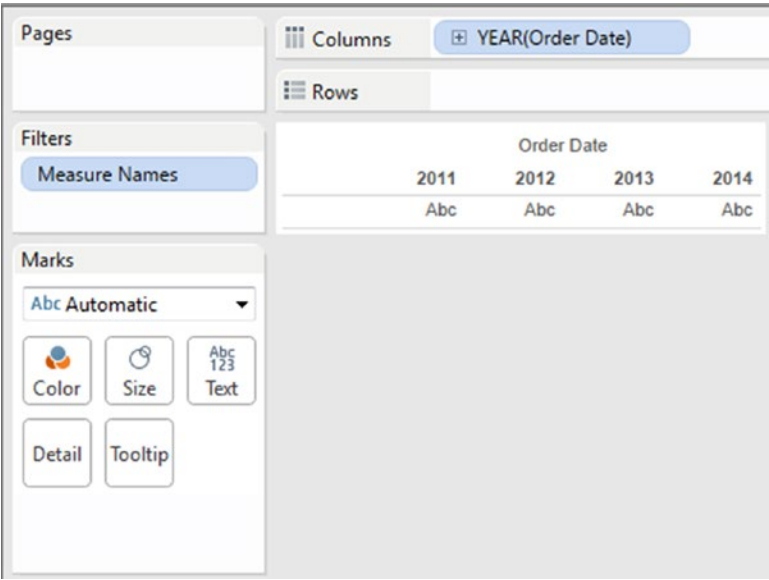 Pages
Columns
YEAR(Order Date)
Rows
Filters
Measure Names
Order Date
2011 2012 2013 2014
Abc Abc Abc Abc
Marks
Abc Automatic
Color
Size
Abc
123
Text
Detail
Tooltip